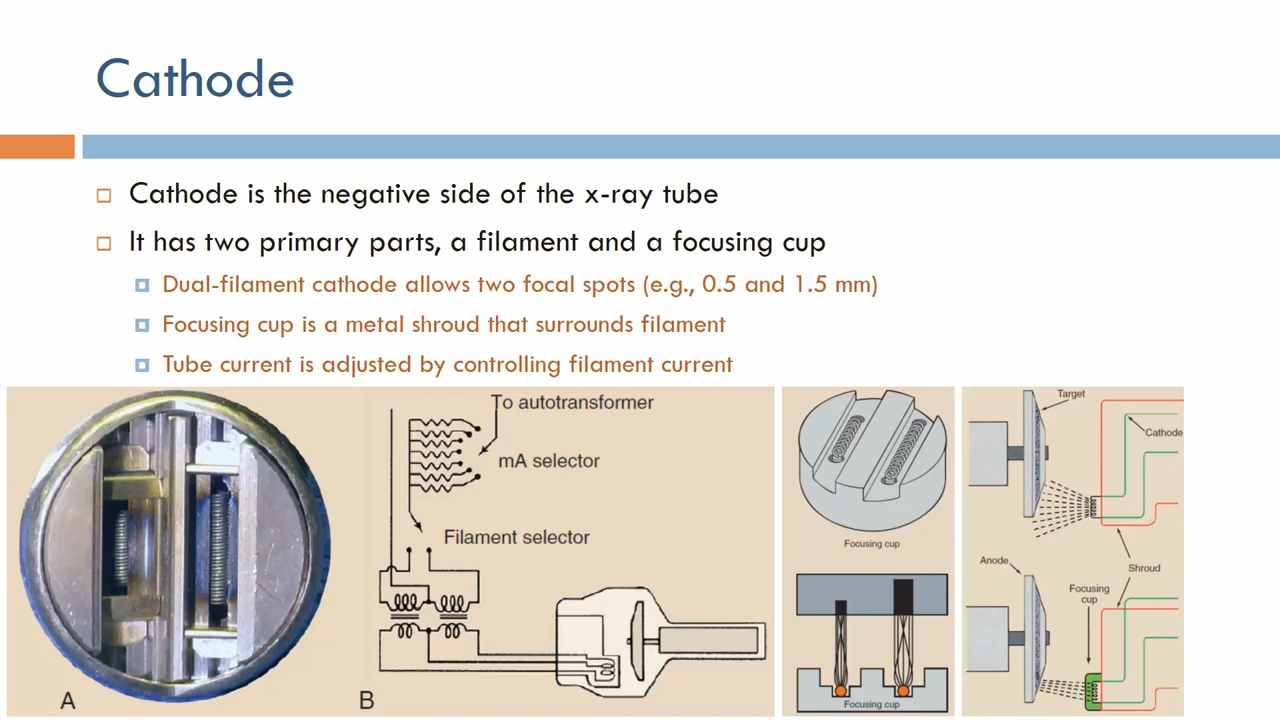 Cathode
Cathode is the negative side of the x-ray tube
It has two primary parts, a filament and a focusing cup
Dual-filament cathode allows two focal spots (e.g., 0.5 and 1.5 mm)
Focusing cup is a metal shroud that surrounds filament
Tube current is adjusted by controlling filament current
To autotransformer
mA selector
Filament selector
A
B
Focusing cup
Focusing cup
Target
Cathode
Shroud
Anode
Focusing
cup